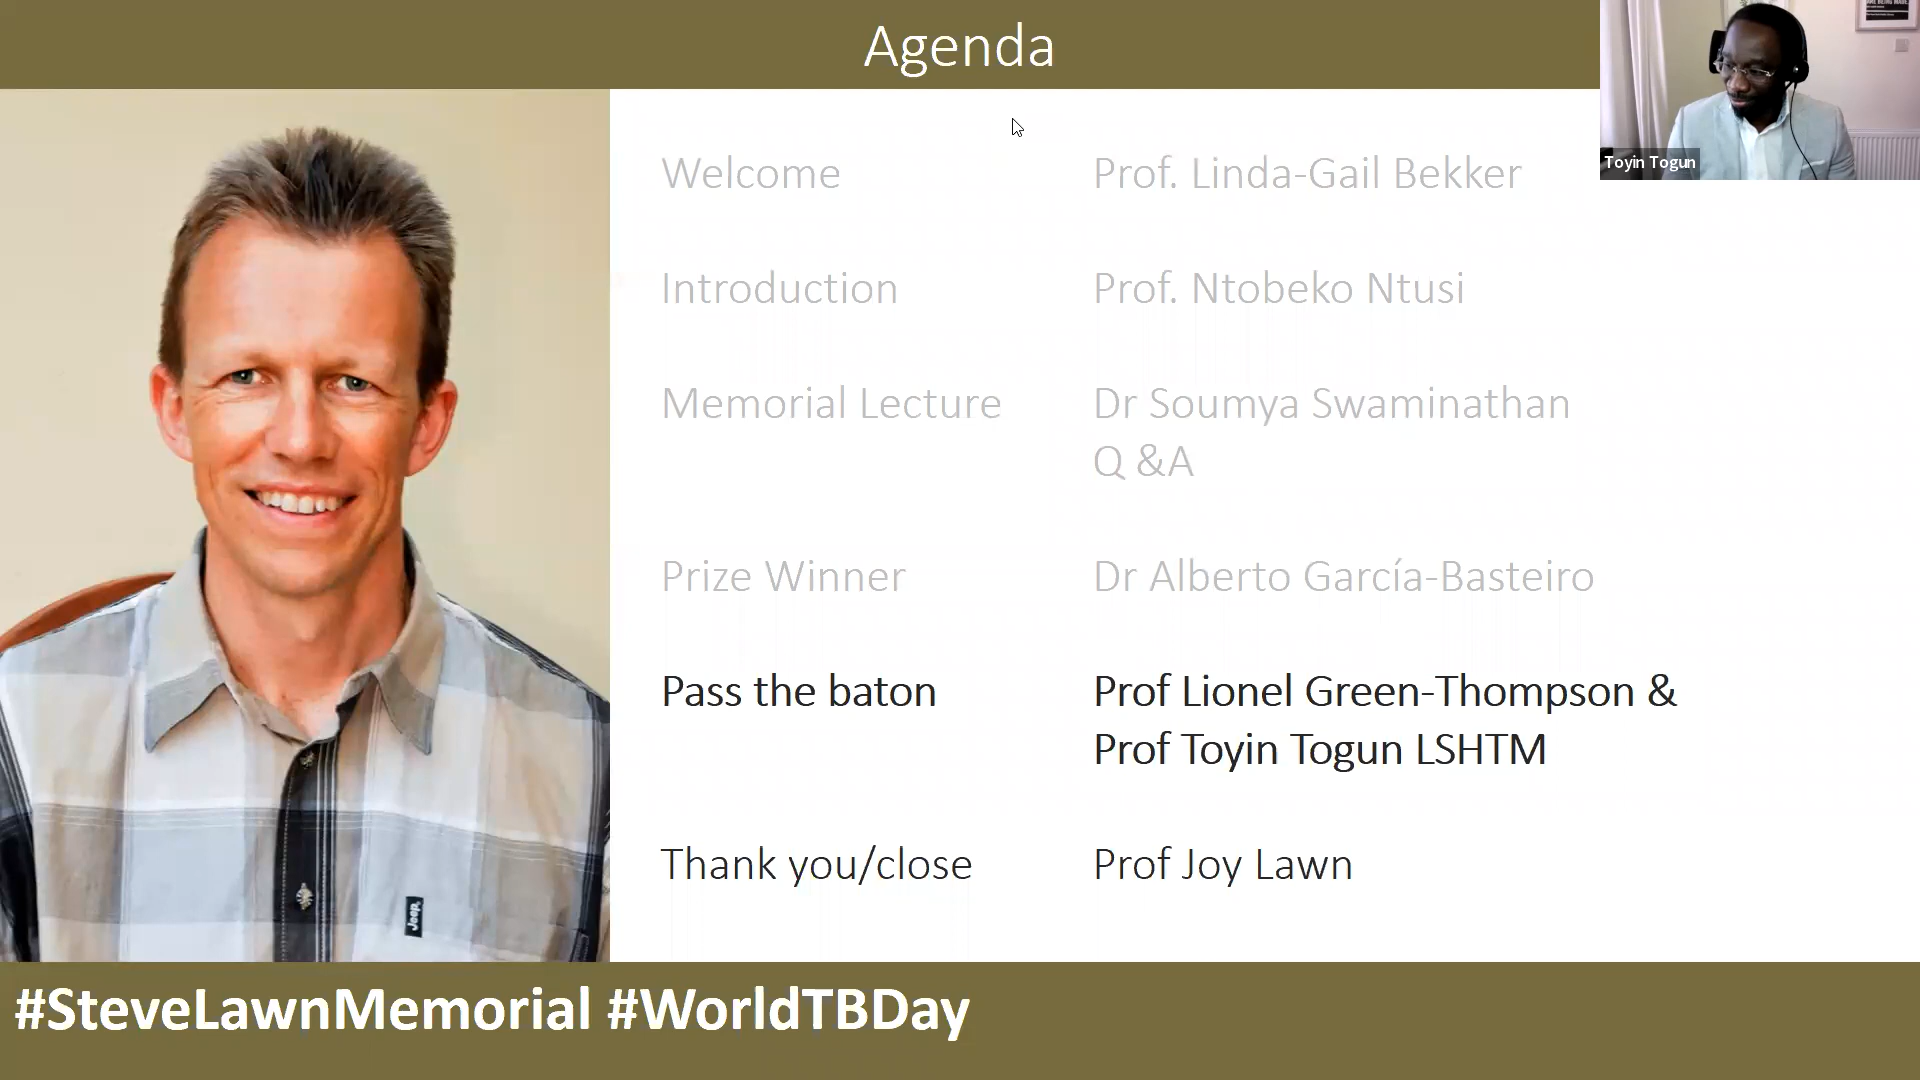 Agenda
Toyin Togun
Welcome Prof. Linda-Gail Bekker
Introduction Prof. Ntobeko Ntusi
Memorial Lecture Dr Soumya Swaminathan
Q &A
Prize Winner Dr Alberto García-Basteiro
Pass the baton Prof Lionel Green-Thompson &
Prof Toyin Togun LSHTM
Thank you/close Prof Joy Lawn
Jeep
#SteveLawnMemorial #WorldTBDay